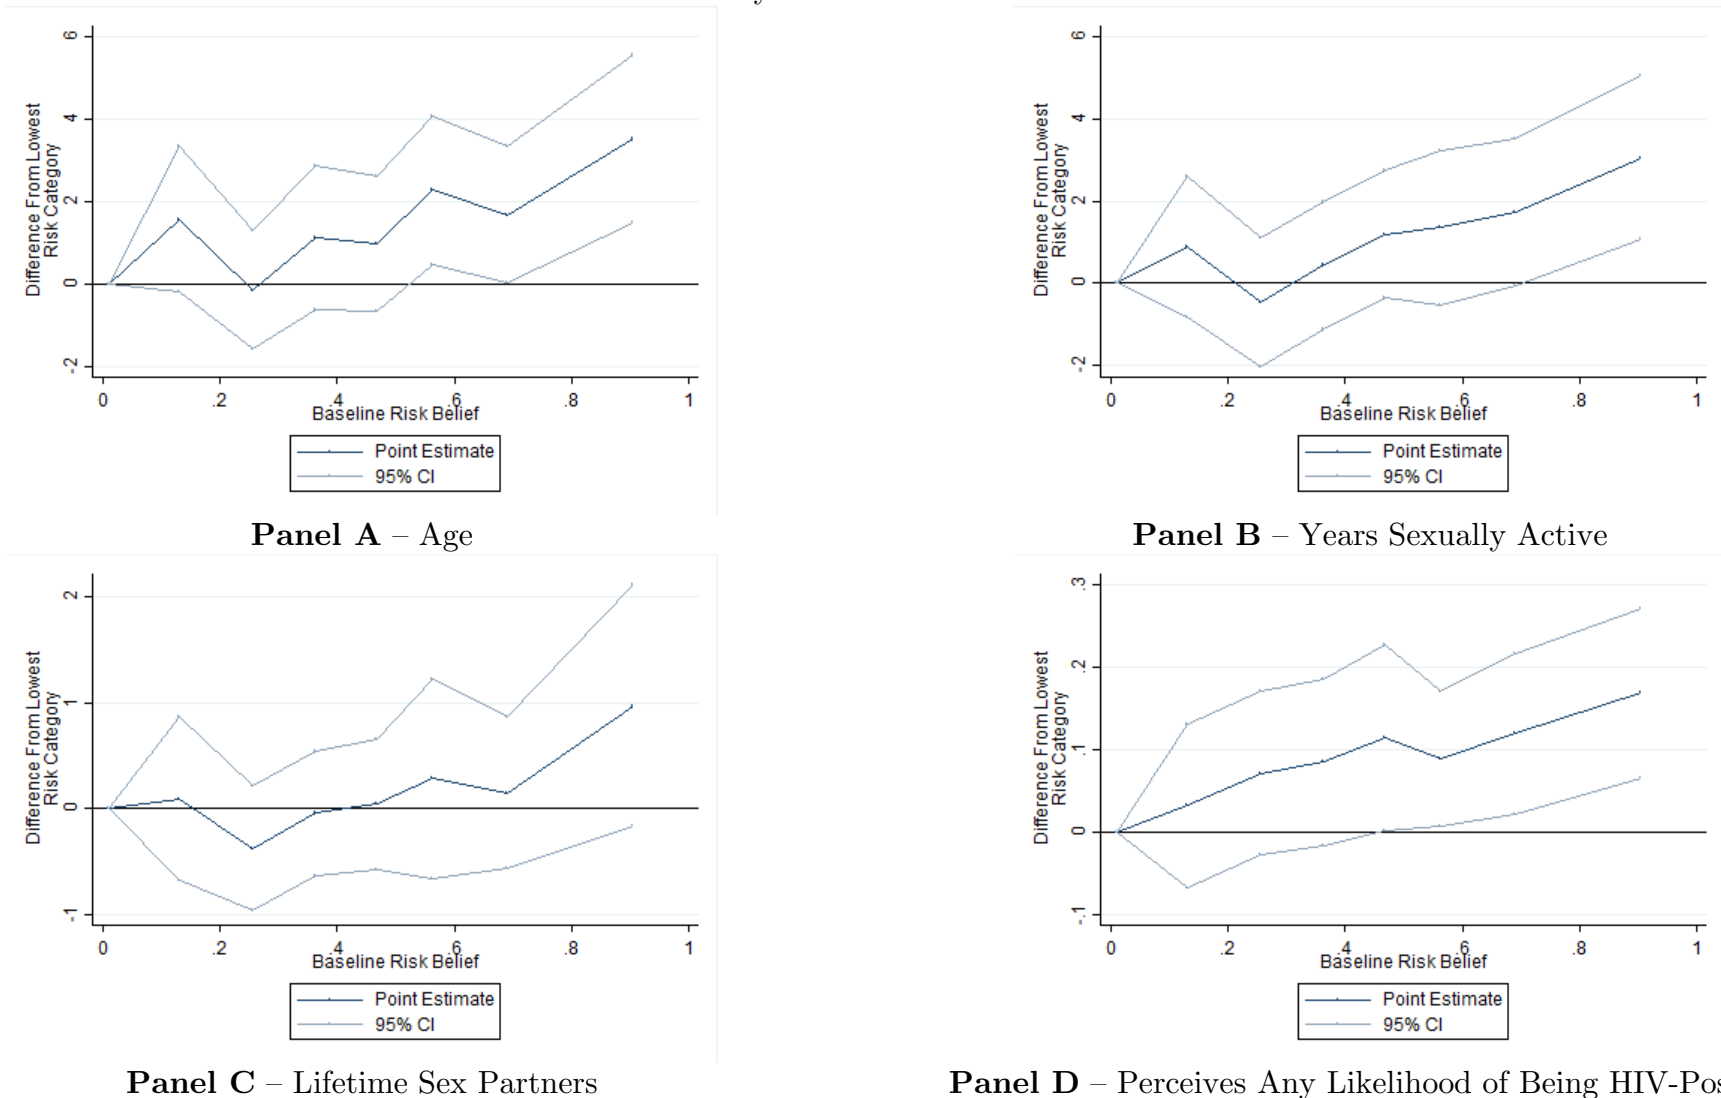 6
4
2
0
-2
Difference From Lowest
Risk Category
0 .2 .4 .6 .8 1
Baseline Risk Belief
Point Estimate
95% CI
Panel A – Age
6
4
2
0
-2
Difference From Lowest
Risk Category
0 .2 .4 .6 .8 1
Baseline Risk Belief
Point Estimate
95% CI
Panel B – Years Sexually Active
2
1
0
-1
Difference From Lowest
Risk Category
0 .2 .4 .6 .8 1
Baseline Risk Belief
Point Estimate
95% CI
Panel C – Lifetime Sex Partners
.3
.2
.1
0
-.1
Difference From Lowest
Risk Category
0 .2 .4 .6 .8 1
Baseline Risk Belief
Point Estimate
95% CI
Panel D – Perceives Any Likelihood of Being HIV-Pos